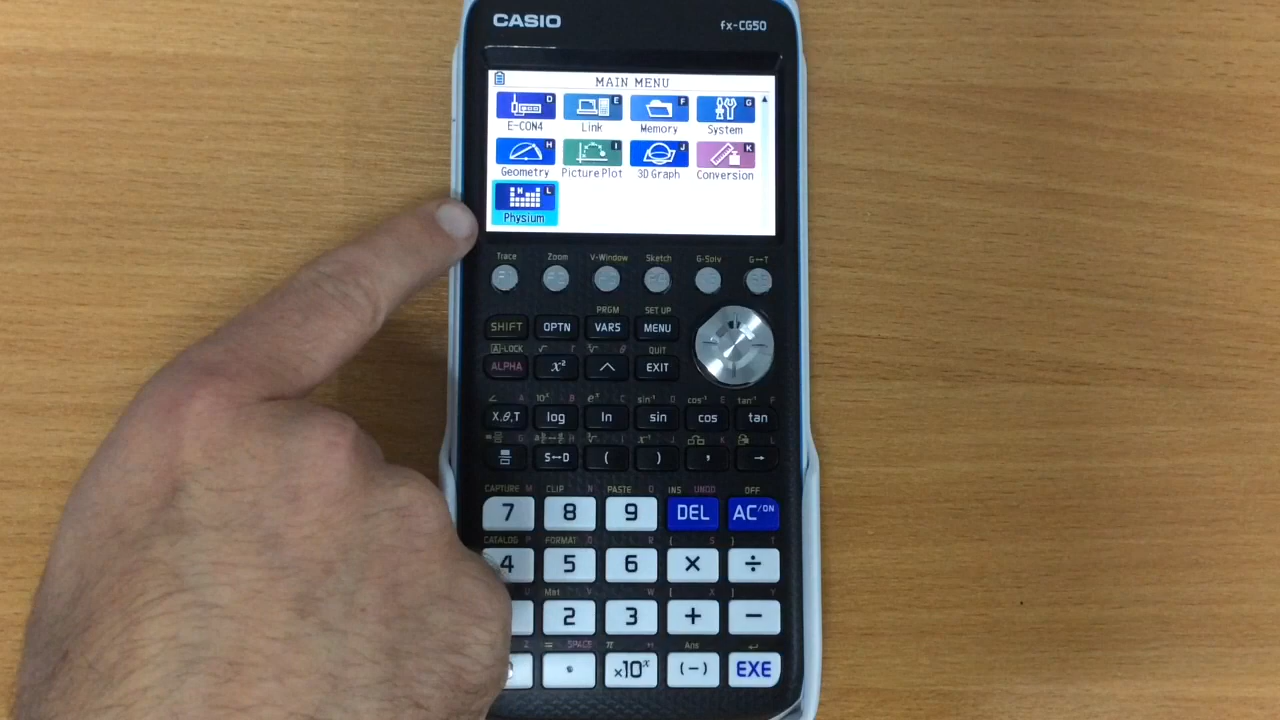 CASIO fx-CG50
MAIN MENU
D E F G
E-CON4 Link Memory System
H I J K
Geometry Picture Plot 3D Graph Conversion
H L
Physium
Trace Zoom V-Window Sketch G-Solv G↔T
PRGM SET UP
SHIFT OPTN VARS MENU
A-LOCK QUIT
ALPHA x² ^ EXIT
∠ A 10ˣ B eˣ C sin⁻¹ D cos⁻¹ E tan⁻¹ F
X,θ,T log ln sin cos tan
S↔D ( ) , →
CAPTURE M CLIP N PASTE O INS UNDO OFF
7 8 9 DEL AC/ON
CATALOG P FORMAT Q R { S } T
4 5 6 × ÷
U Mat V W [ X ] Y
2 3 + −
Z = SPACE π Ans
. ×10ˣ (−) EXE